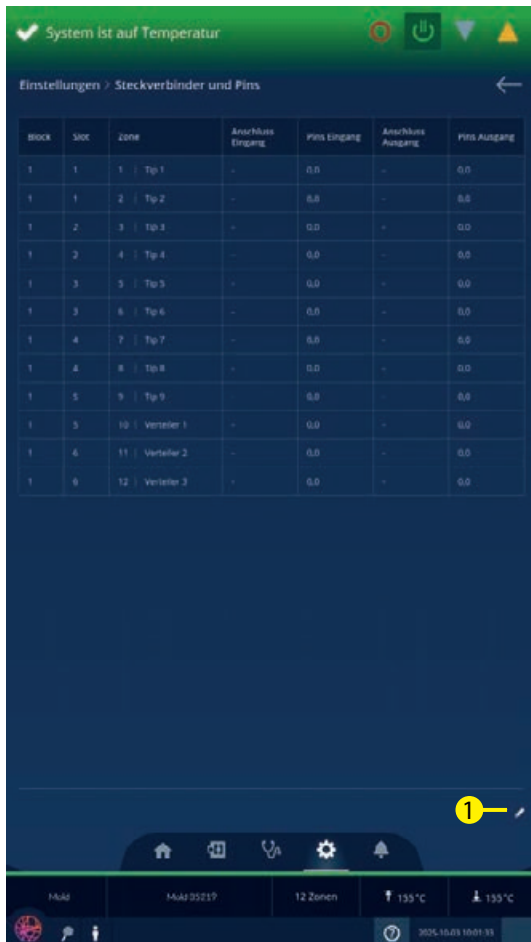 System ist auf Temperatur
Einstellungen > Steckverbinder und Pins
Block Slot Zone Anschluss Eingang Pins Eingang Anschluss Ausgang Pins Ausgang
1 1 1 | Tip 1 - 0,0 - 0,0
1 1 2 | Tip 2 - 0,0 - 0,0
1 2 3 | Tip 3 - 0,0 - 0,0
1 2 4 | Tip 4 - 0,0 - 0,0
1 3 5 | Tip 5 - 0,0 - 0,0
1 3 6 | Tip 6 - 0,0 - 0,0
1 4 7 | Tip 7 - 0,0 - 0,0
1 4 8 | Tip 8 - 0,0 - 0,0
1 5 9 | Tip 9 0,0 - 0,0
1 5 10 | Verteiler 1 - 0,0 - 0,0
1 6 11 | Verteiler 2 - 0,0 - 0,0
1 6 12 | Verteiler 3 - 0,0 - 0,0
1
Mold Mold 35219 12 Zonen 155°C 155°C
2025-10-03 10:01:33